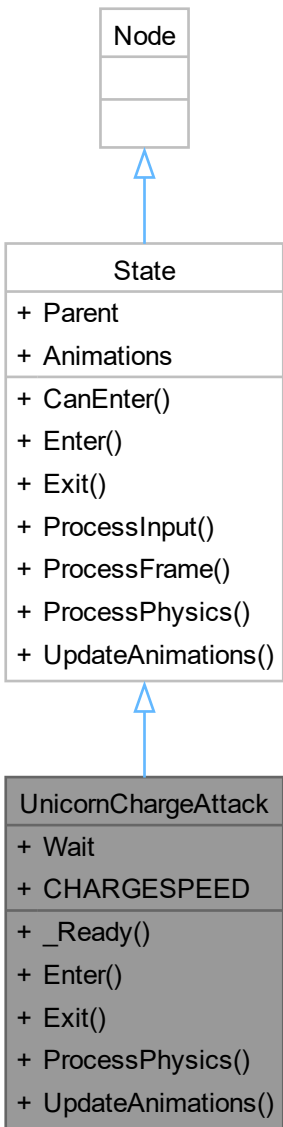 Node
State
+ Parent
+ Animations
+ CanEnter()
+ Enter()
+ Exit()
+ ProcessInput()
+ ProcessFrame()
+ ProcessPhysics()
+ UpdateAnimations()
UnicornChargeAttack
+ Wait
+ CHARGESPEED
+ _Ready()
+ Enter()
+ Exit()
+ ProcessPhysics()
+ UpdateAnimations()